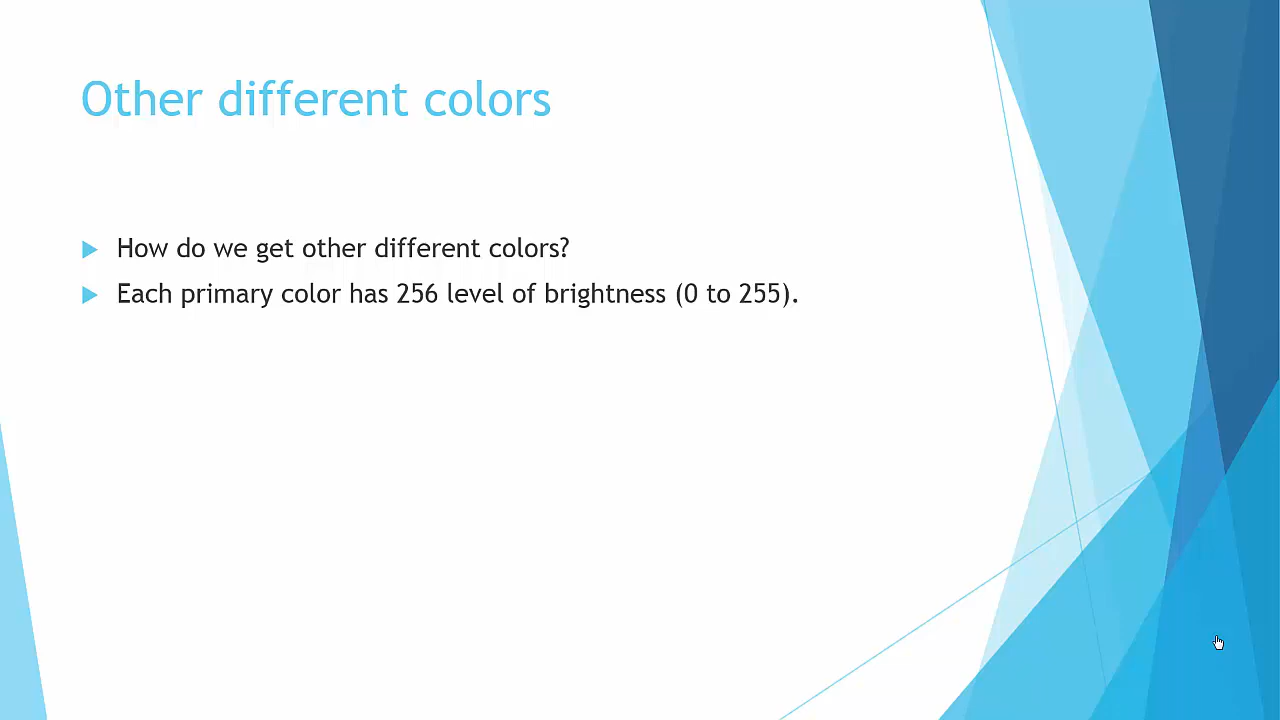 Other different colors
How do we get other different colors?
Each primary color has 256 level of brightness (0 to 255).